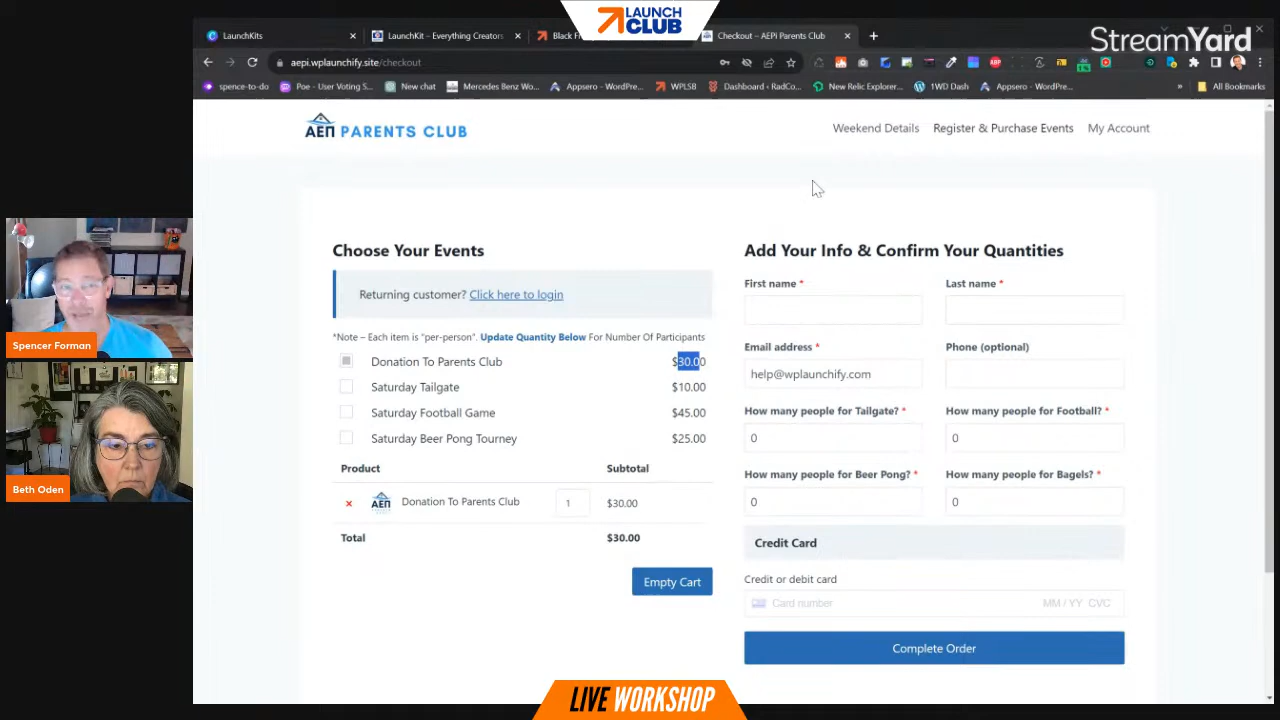 LAUNCH
CLUB
StreamYard
LaunchKits
LaunchKit – Everything Creators
Black Fr
Checkout – AEPi Parents Club
aepi.wplaunchify.site/checkout
spence-to-do
Poe - User Voting S...
New chat
Mercedes Benz Wo...
Appsero — WordPre...
WPLS8
Dashboard ‹ RadCo...
New Relic Explorer...
1WD Dash
Appsero — WordPre...
All Bookmarks
ΑΕΠ PARENTS CLUB
Weekend Details
Register & Purchase Events
My Account
Choose Your Events
Returning customer? Click here to login
*Note – Each item is "per-person". Update Quantity Below For Number Of Participants
Donation To Parents Club $30.00
Saturday Tailgate $10.00
Saturday Football Game $45.00
Saturday Beer Pong Tourney $25.00
Product Subtotal
× ΑΕΠ Donation To Parents Club 1 $30.00
Total $30.00
Empty Cart
Add Your Info & Confirm Your Quantities
First name * Last name *
Email address * Phone (optional)
help@wplaunchify.com
How many people for Tailgate? * How many people for Football? *
0 0
How many people for Beer Pong? * How many people for Bagels? *
0 0
Credit Card
Credit or debit card
Card number MM / YY CVC
Complete Order
Spencer Forman
Beth Oden
LIVE WORKSHOP